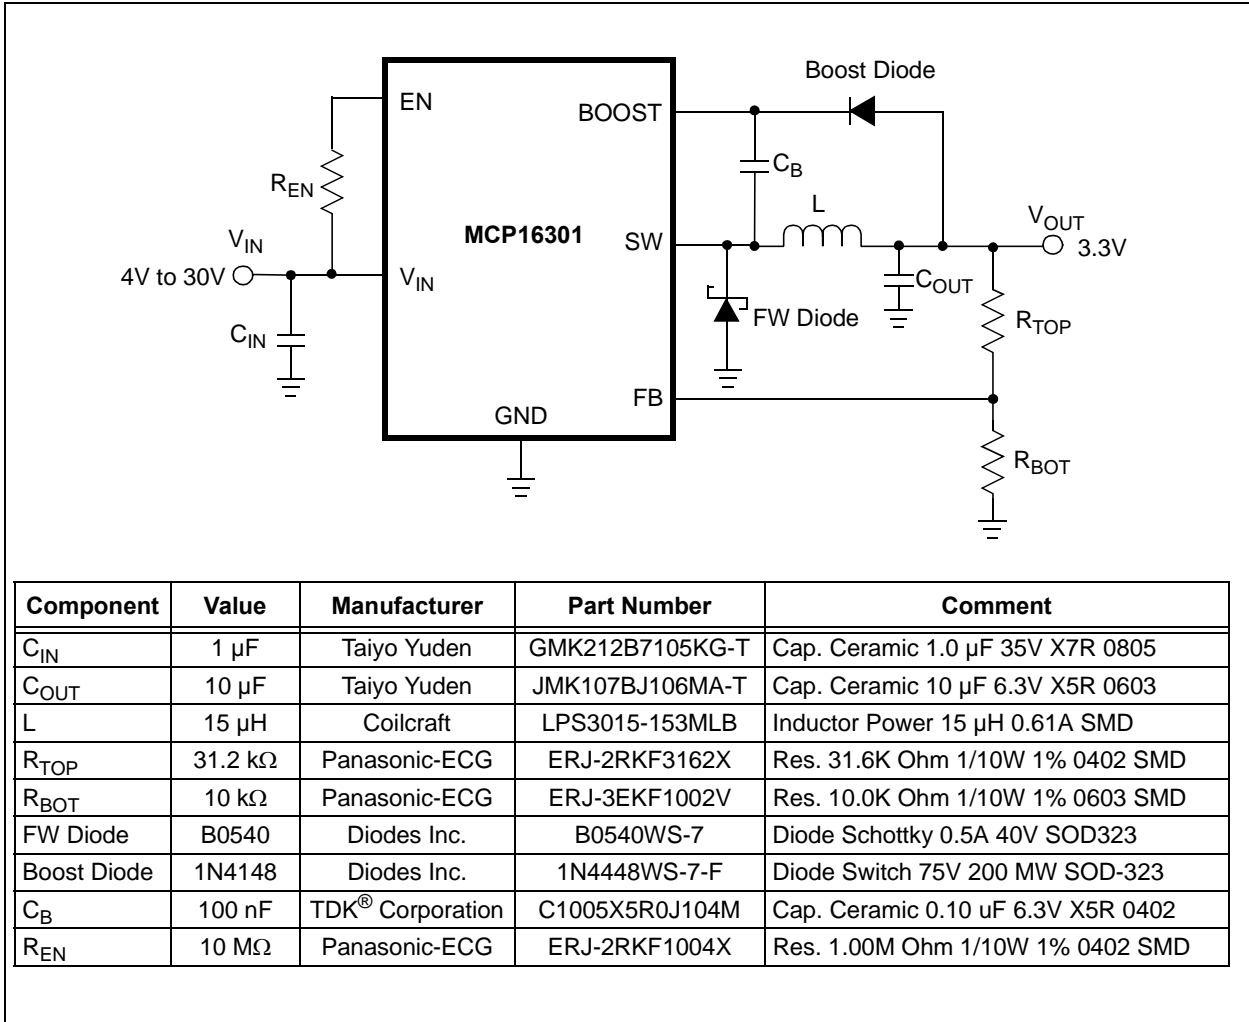 Boost Diode
EN
BOOST
C_B
R_EN
L
V_OUT
MCP16301
SW
V_IN
3.3V
4V to 30V
V_IN
C_OUT
FW Diode
R_TOP
C_IN
FB
GND
R_BOT
Component Value Manufacturer Part Number Comment
C_IN 1 µF Taiyo Yuden GMK212B7105KG-T Cap. Ceramic 1.0 µF 35V X7R 0805
C_OUT 10 µF Taiyo Yuden JMK107BJ106MA-T Cap. Ceramic 10 µF 6.3V X5R 0603
L 15 µH Coilcraft LPS3015-153MLB Inductor Power 15 µH 0.61A SMD
R_TOP 31.2 kΩ Panasonic-ECG ERJ-2RKF3162X Res. 31.6K Ohm 1/10W 1% 0402 SMD
R_BOT 10 kΩ Panasonic-ECG ERJ-3EKF1002V Res. 10.0K Ohm 1/10W 1% 0603 SMD
FW Diode B0540 Diodes Inc. B0540WS-7 Diode Schottky 0.5A 40V SOD323
Boost Diode 1N4148 Diodes Inc. 1N4448WS-7-F Diode Switch 75V 200 MW SOD-323
C_B 100 nF TDK® Corporation C1005X5R0J104M Cap. Ceramic 0.10 uF 6.3V X5R 0402
R_EN 10 MΩ Panasonic-ECG ERJ-2RKF1004X Res. 1.00M Ohm 1/10W 1% 0402 SMD